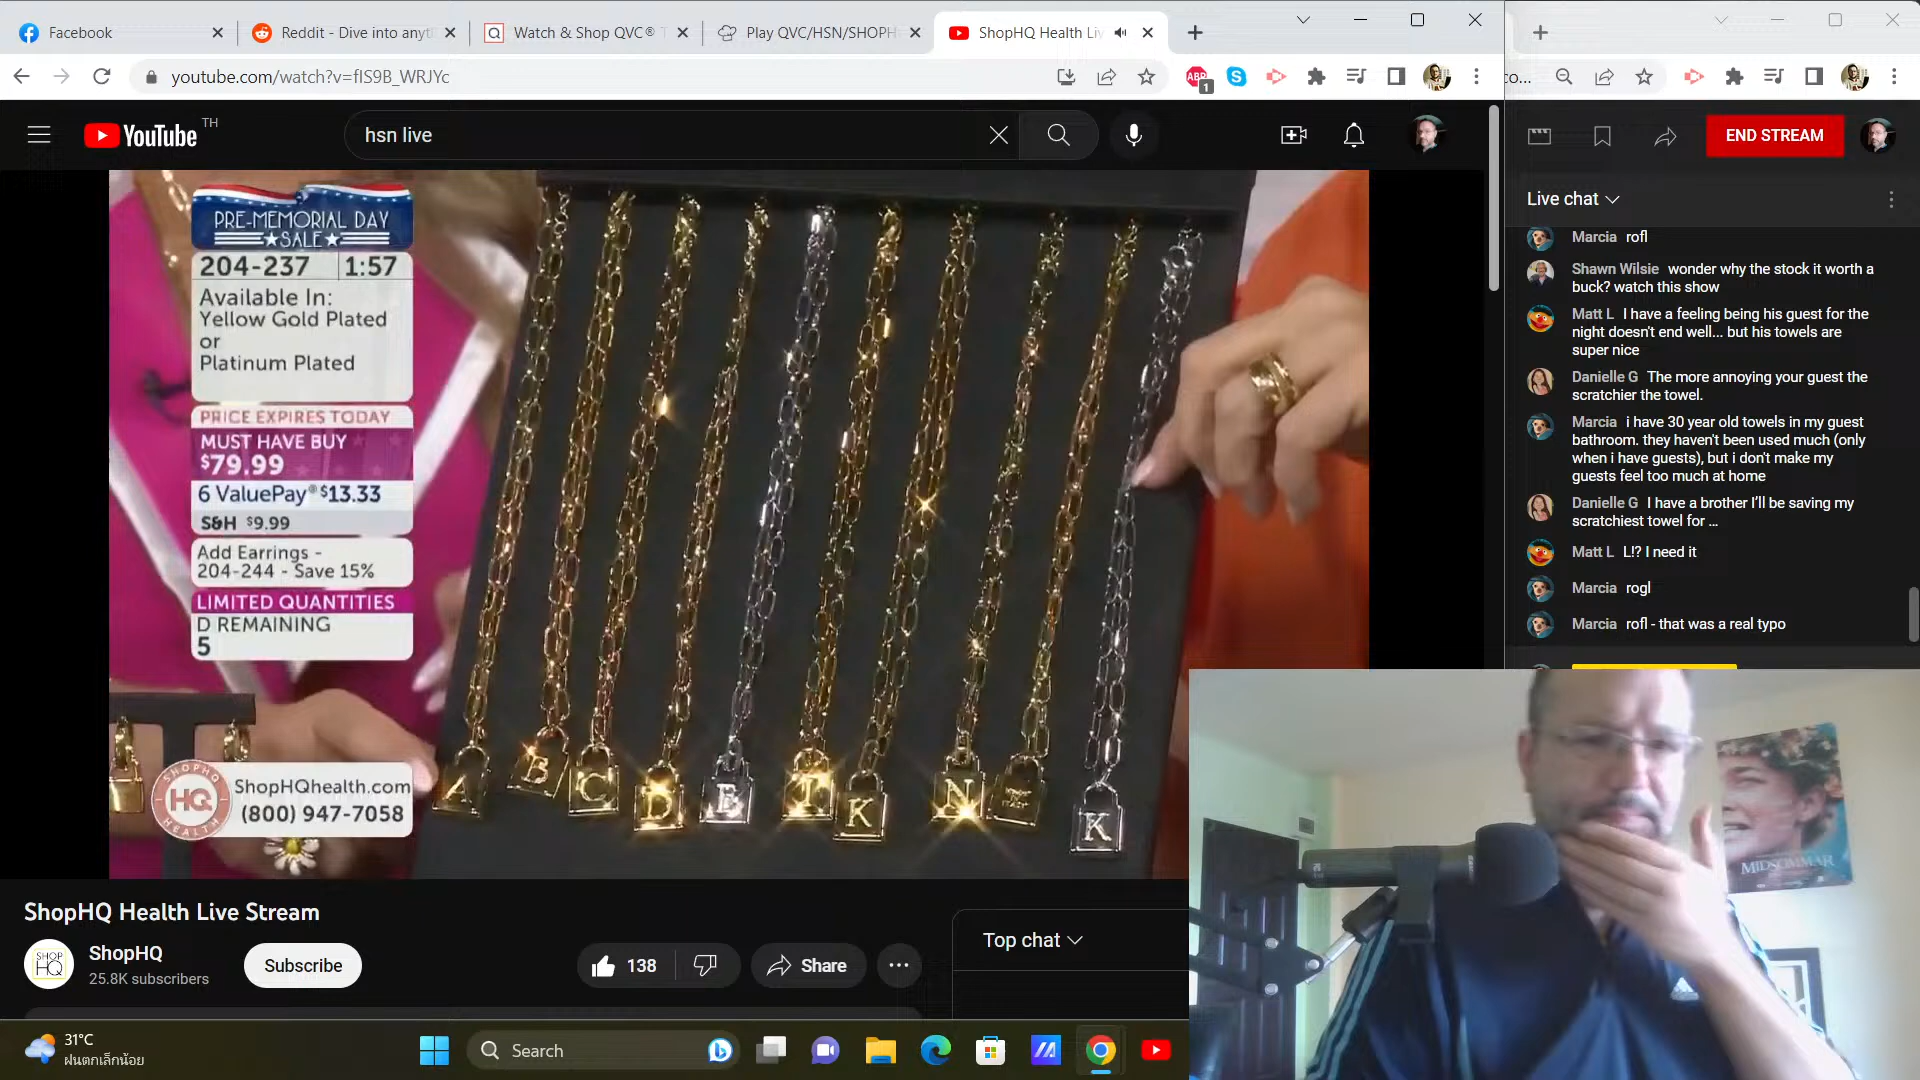 Facebook
Reddit - Dive into anyt
Watch & Shop QVC® T
Play QVC/HSN/SHOPH
ShopHQ Health Liv
youtube.com/watch?v=fIS9B_WRJYc
ABP
1
co...
YouTube TH
hsn live
END STREAM
PRE-MEMORIAL DAY
SALE
204-237 1:57
Available In:
Yellow Gold Plated
or
Platinum Plated
PRICE EXPIRES TODAY
MUST HAVE BUY
$79.99
6 ValuePay® $13.33
S&H $9.99
Add Earrings -
204-244 - Save 15%
LIMITED QUANTITIES
D REMAINING
5
SHOPHQ
HQ
HEALTH
ShopHQhealth.com
(800) 947-7058
A B C D E T K N K
Live chat
Marcia rofl
Shawn Wilsie wonder why the stock it worth a
buck? watch this show
Matt L I have a feeling being his guest for the
night doesn't end well... but his towels are
super nice
Danielle G The more annoying your guest the
scratchier the towel.
Marcia i have 30 year old towels in my guest
bathroom. they haven't been used much (only
when i have guests), but i don't make my
guests feel too much at home
Danielle G I have a brother I'll be saving my
scratchiest towel for ...
Matt L L!? I need it
Marcia rogl
Marcia rofl - that was a real typo
MIDSOMMAR
ShopHQ Health Live Stream
SHOP
HQ
ShopHQ
25.8K subscribers
Subscribe
138
Share
Top chat
31°C
ฝนตกเล็กน้อย
Search